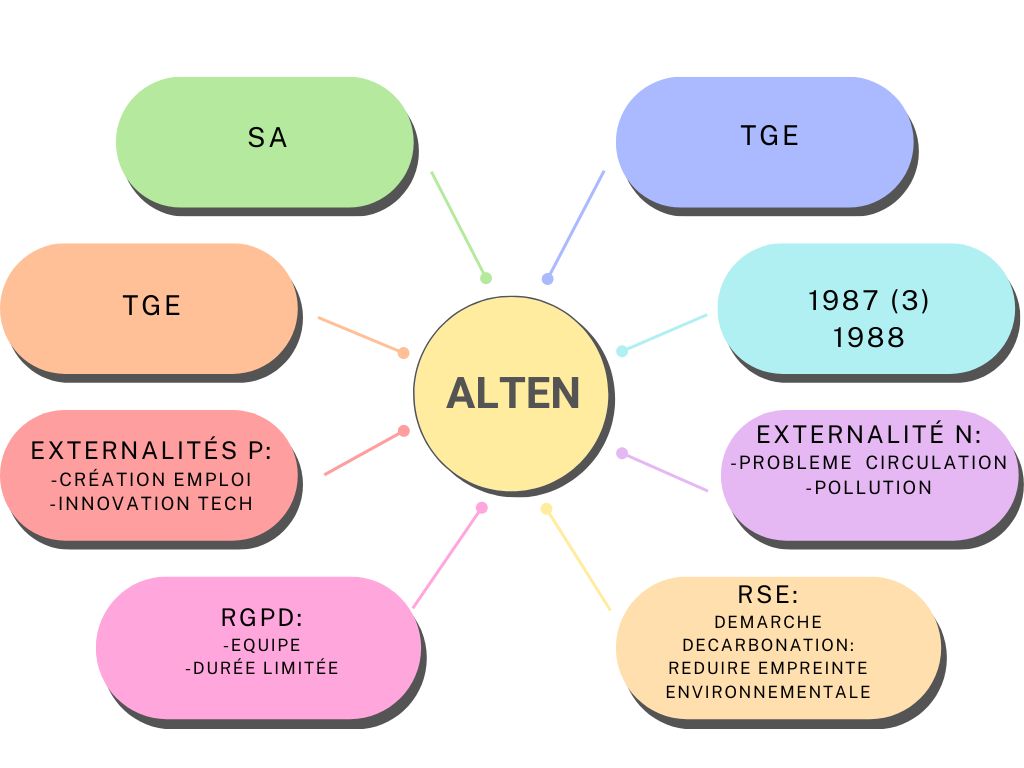 SA
TGE
TGE
1987 (3)
1988
ALTEN
EXTERNALITÉS P:
-CRÉATION EMPLOI
-INNOVATION TECH
EXTERNALITÉ N:
-PROBLEME CIRCULATION
-POLLUTION
RGPD:
-EQUIPE
-DURÉE LIMITÉE
RSE:
DEMARCHE
DECARBONATION:
REDUIRE EMPREINTE
ENVIRONNEMENTALE